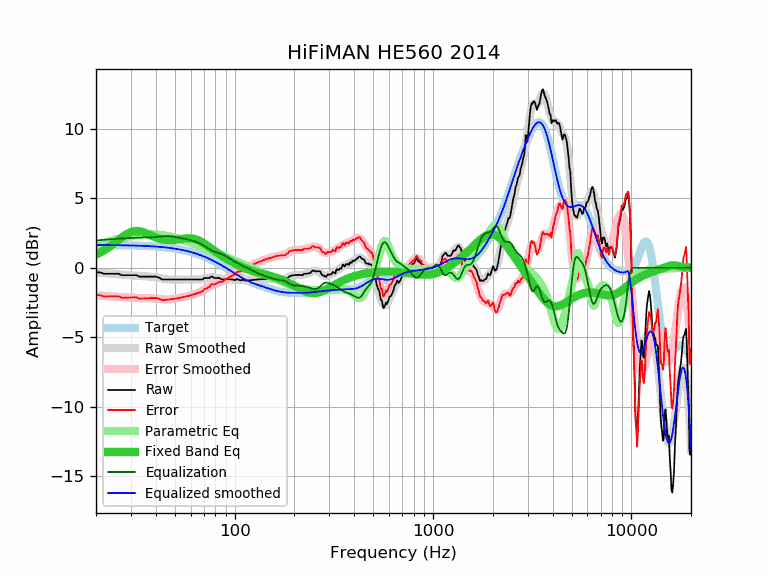 HiFiMAN HE560 2014
Amplitude (dBr)
10
5
0
−5
−10
−15
Target
Raw Smoothed
Error Smoothed
Raw
Error
Parametric Eq
Fixed Band Eq
Equalization
Equalized smoothed
100
1000
10000
Frequency (Hz)